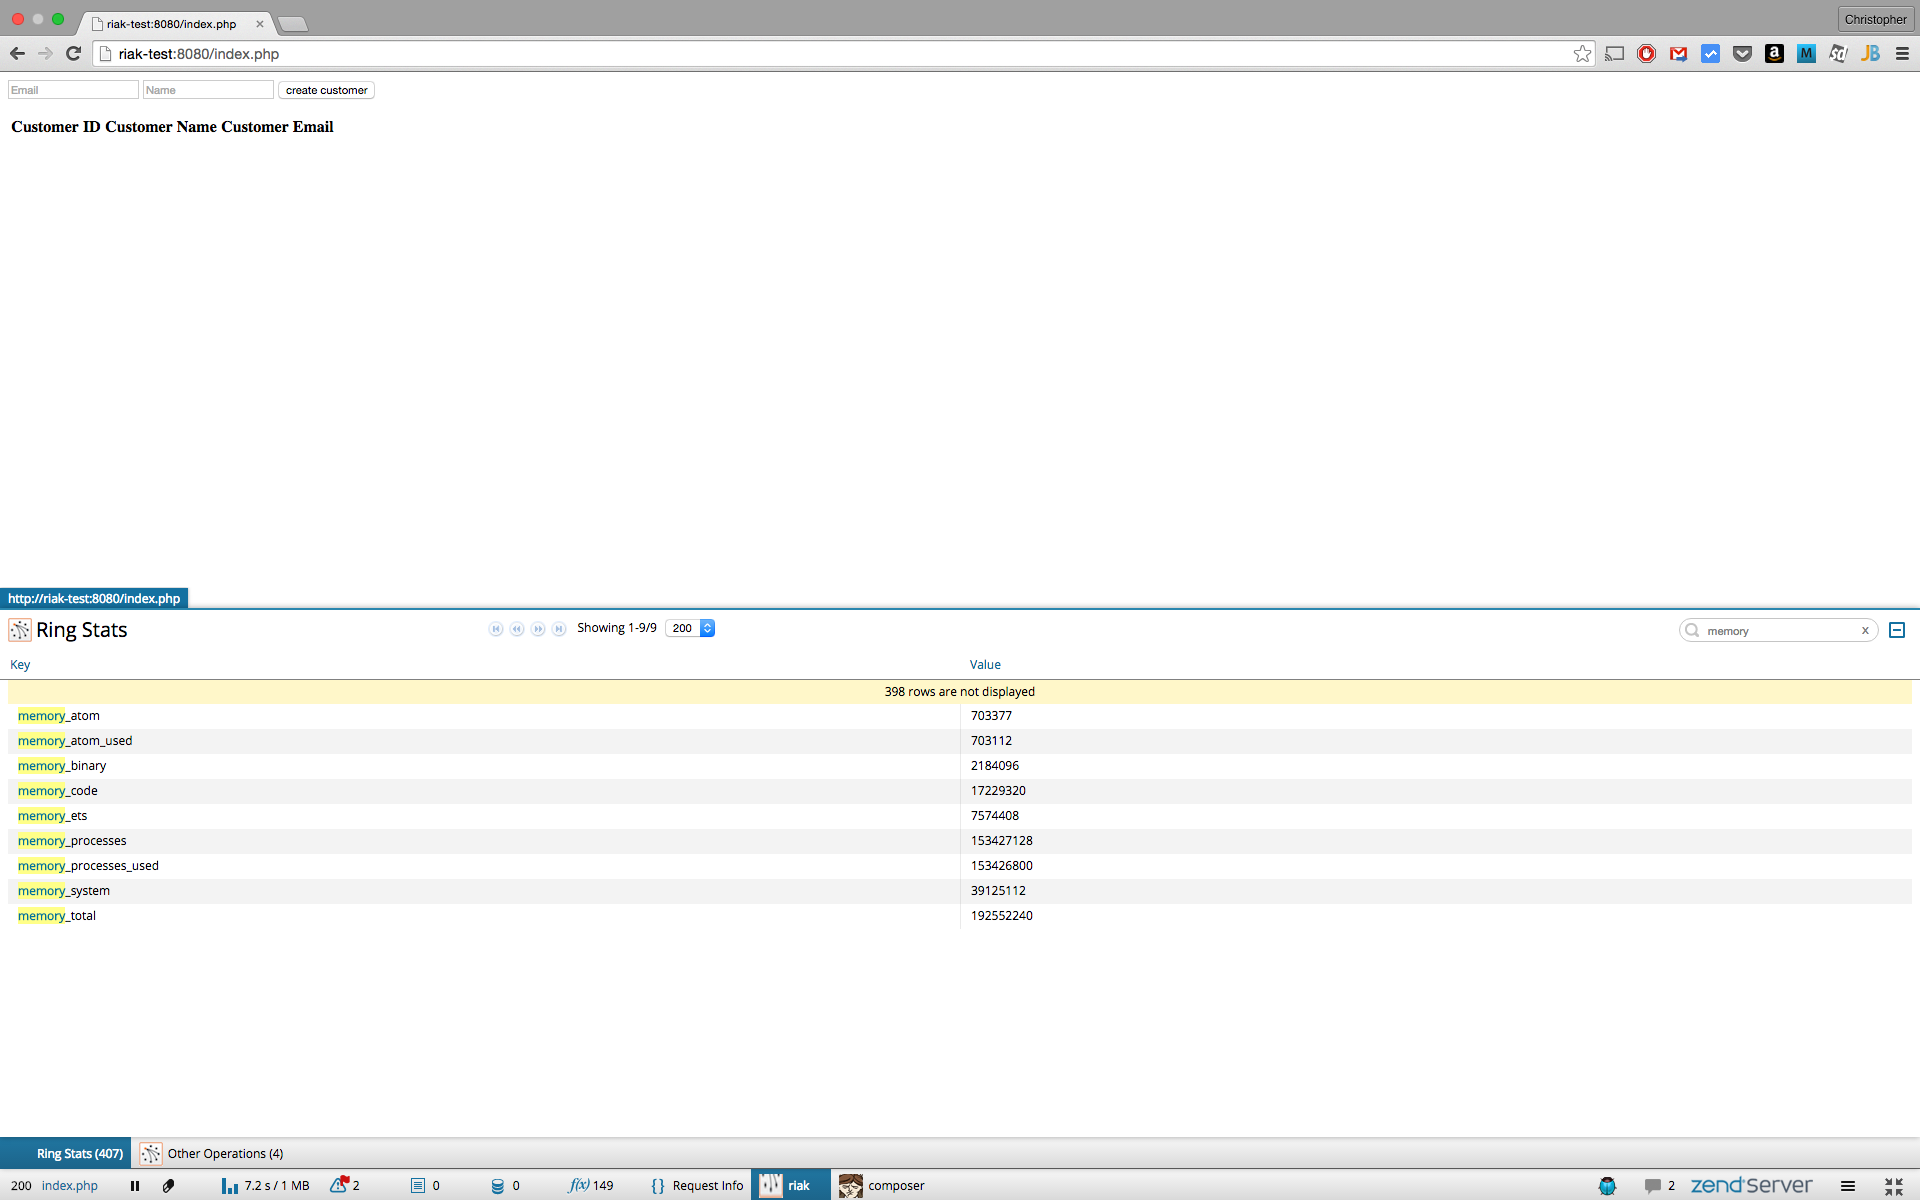 riak-test:8080/index.php
Christopher
riak-test:8080/index.php
Email Name create customer
Customer ID Customer Name Customer Email
http://riak-test:8080/index.php
Ring Stats Showing 1-9/9 200 memory x
Key Value
398 rows are not displayed
memory_atom 703377
memory_atom_used 703112
memory_binary 2184096
memory_code 17229320
memory_ets 7574408
memory_processes 153427128
memory_processes_used 153426800
memory_system 39125112
memory_total 192552240
Ring Stats (407) Other Operations (4)
200 index.php 7.2 s / 1 MB 2 0 0 f(x) 149 {} Request Info riak composer 2 zend Server